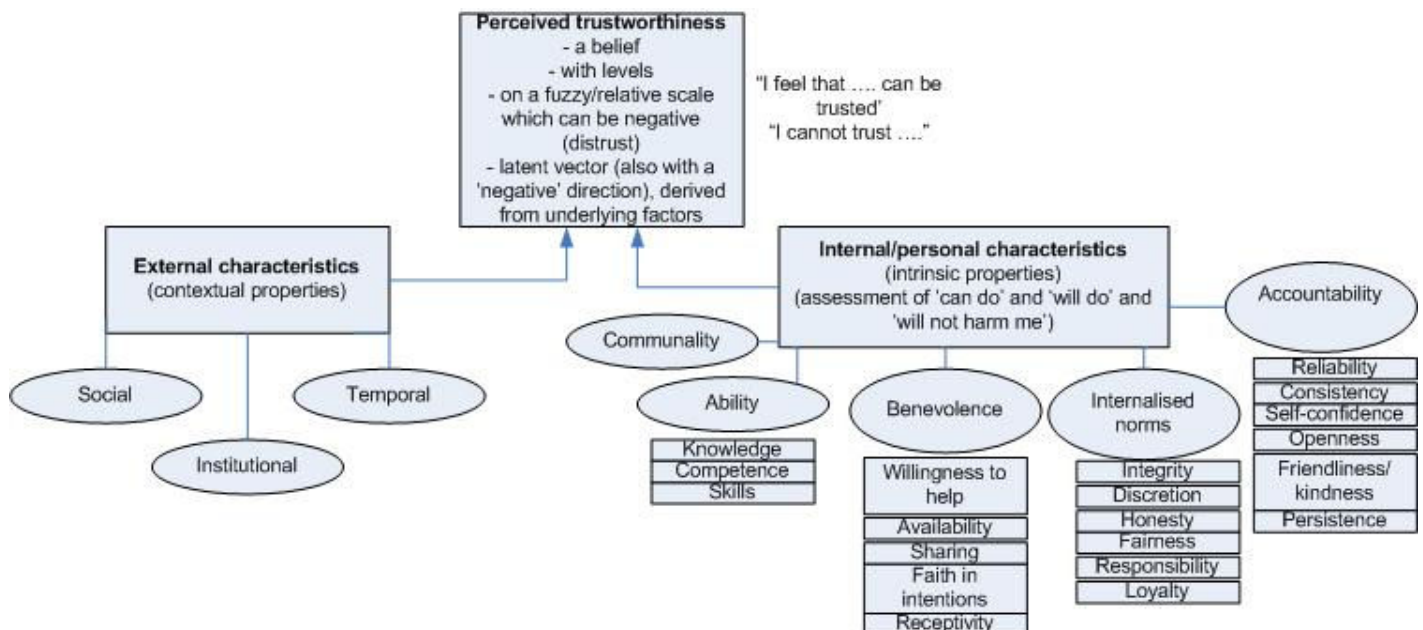 Perceived trustworthiness
- a belief
- with levels
- on a fuzzy/relative scale
which can be negative
(distrust)
- latent vector (also with a
'negative' direction), derived
from underlying factors
"I feel that .... can be
trusted'
"I cannot trust ...."
External characteristics
(contextual properties)
Social
Institutional
Temporal
Internal/personal characteristics
(intrinsic properties)
(assessment of 'can do' and 'will do' and
'will not harm me')
Communality
Ability
Knowledge
Competence
Skills
Benevolence
Willingness to
help
Availability
Sharing
Faith in
intentions
Receptivity
Internalised
norms
Integrity
Discretion
Honesty
Fairness
Responsibility
Loyalty
Accountability
Reliability
Consistency
Self-confidence
Openness
Friendliness/
kindness
Persistence